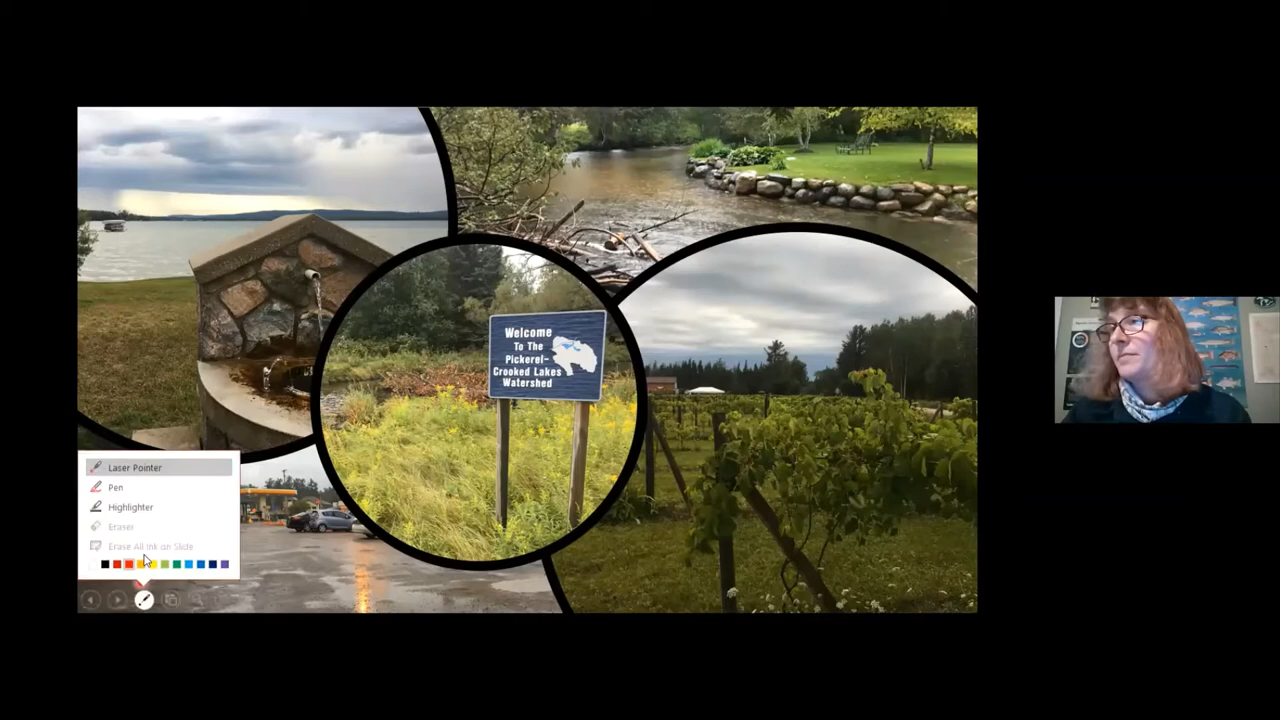 Welcome
To The
Pickerel-
Crooked Lakes
Watershed
Laser Pointer
Pen
Highlighter
Eraser
Erase All Ink on Slide